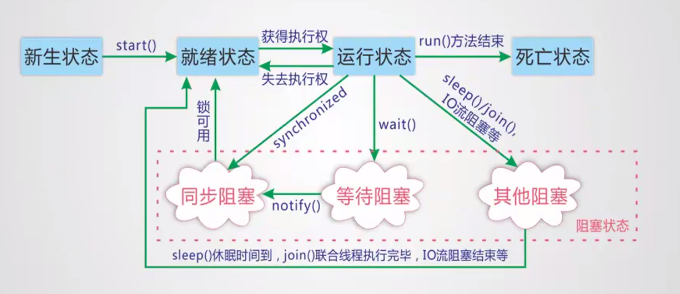 新生状态
start()
就绪状态
获得执行权
失去执行权
运行状态
run()方法结束
死亡状态
锁可用
synchronized
wait()
sleep()/join(),
IO流阻塞等
同步阻塞
notify()
等待阻塞
其他阻塞
阻塞状态
sleep()休眠时间到，join()联合线程执行完毕，IO流阻塞结束等